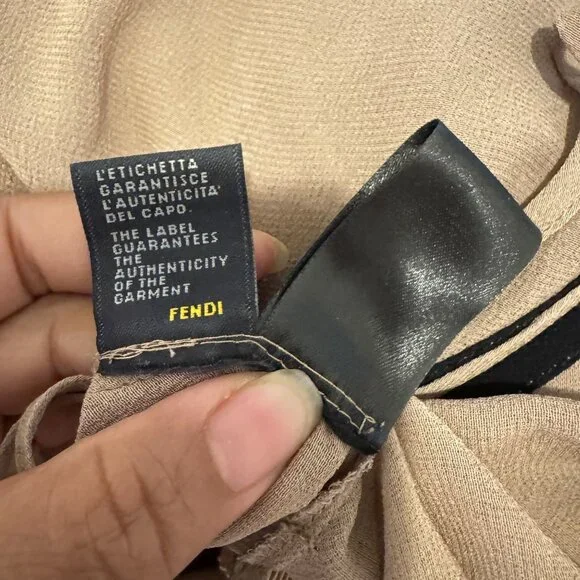 L'ETICHETTA
GARANTISCE
L'AUTENTICITA'
DEL CAPO.
THE LABEL
GUARANTEES
THE
AUTHENTICITY
OF THE
GARMENT
FENDI